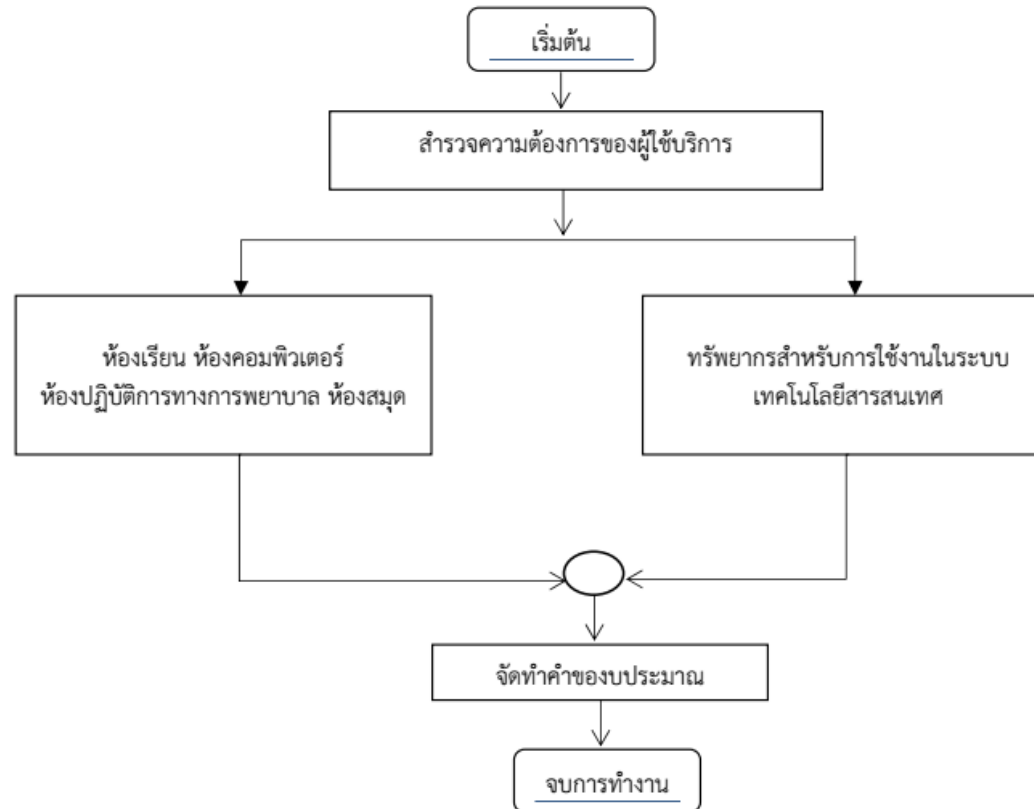 เริ่มต้น
สำรวจความต้องการของผู้ใช้บริการ
ห้องเรียน ห้องคอมพิวเตอร์
ห้องปฏิบัติการทางการพยาบาล ห้องสมุด
ทรัพยากรสำหรับการใช้งานในระบบ
เทคโนโลยีสารสนเทศ
จัดทำคำของบประมาณ
จบการทำงาน